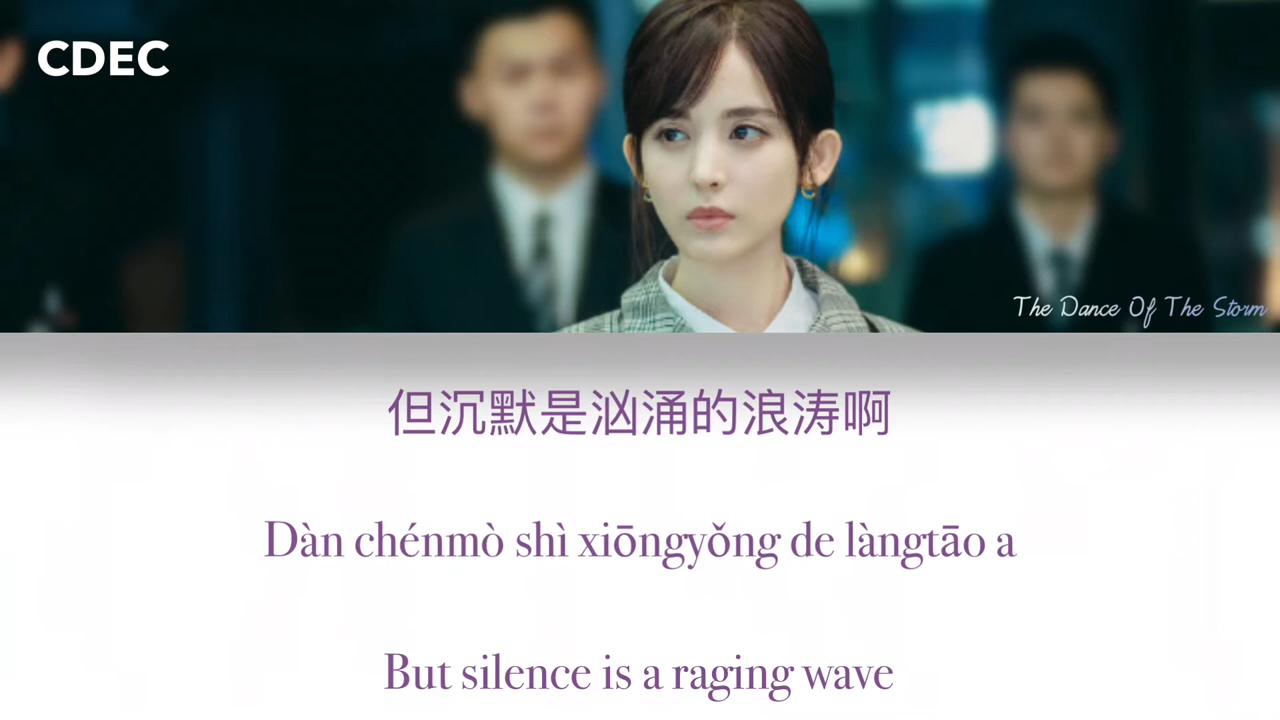 CDEC
The Dance Of The Storm
但沉默是汹涌的浪涛啊
Dàn chénmò shì xiōngyǒng de làngtāo a
But silence is a raging wave